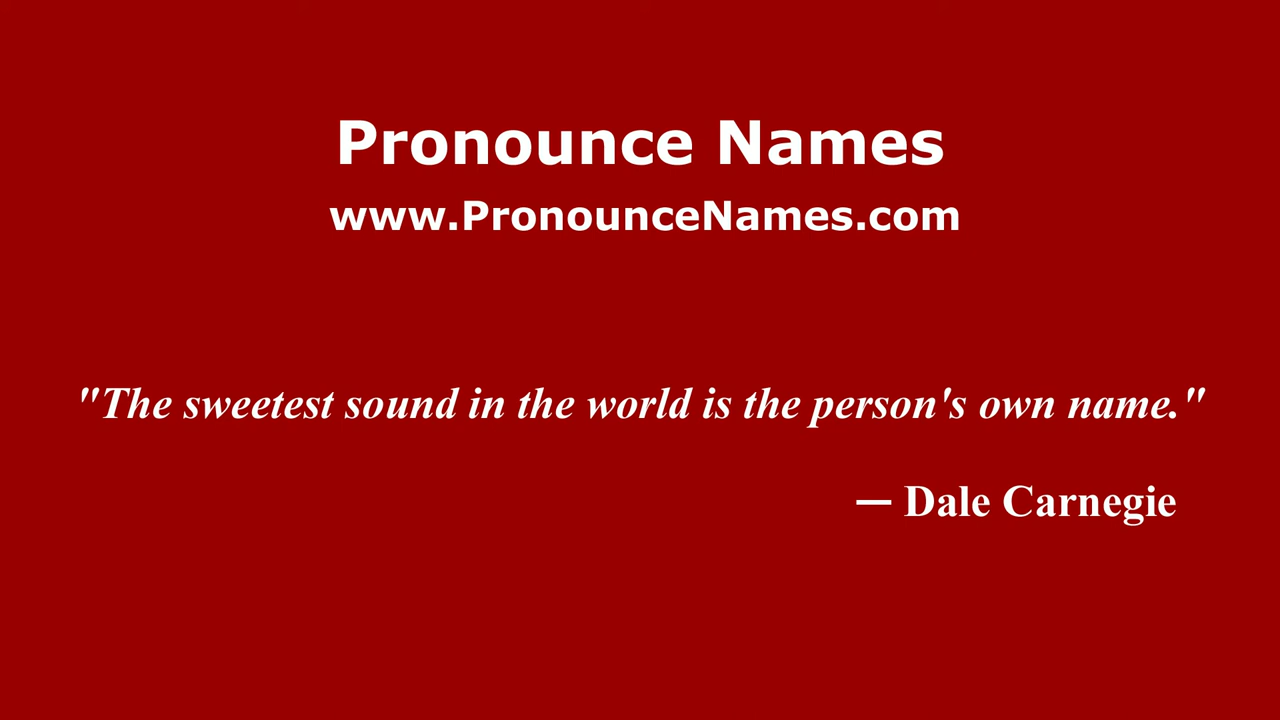 Pronounce Names
www.PronounceNames.com
"The sweetest sound in the world is the person's own name."
— Dale Carnegie